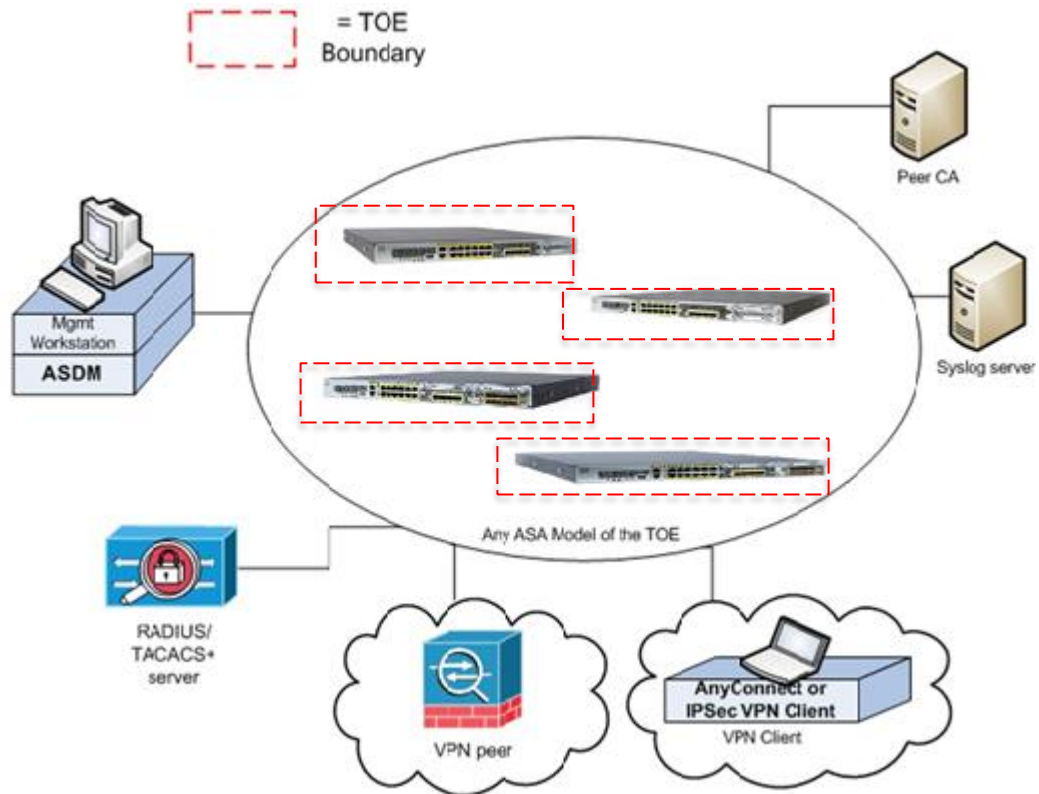 = TOE
Boundary
Peer CA
Mgmt
Workstation
ASDM
Syslog server
Any ASA Model of the TOE
RADIUS/
TACACS+
server
VPN peer
AnyConnect or
IPSec VPN Client
VPN Client